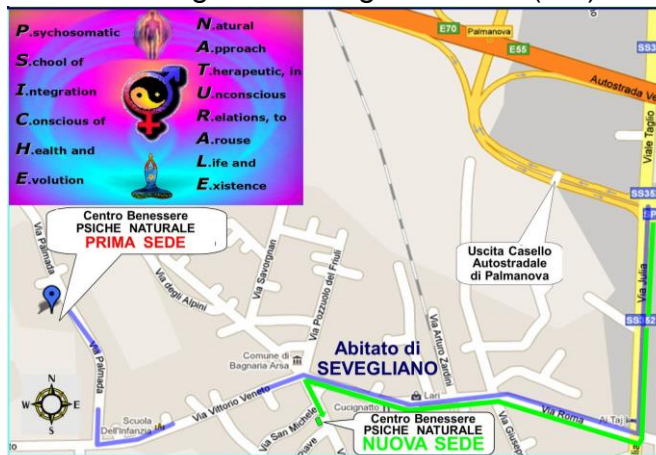 P.sychosomatic
S.chool of
I.ntegration
C.onscious of
H.ealth and
E.volution
N.atural
A.pproach
T.herapeutic, in
U.nconscious
R.elations, to
A.rouse
L.ife and
E.xistence
E70
Palmanova
E55
Autostrada Ve
Viale Taglio
Centro Benessere
PSICHE NATURALE
PRIMA SEDE
Via Palmada
Via degli Alpini
Via Savorgnan
Via Pozzuolo del Friuli
Uscita Casello
Autostradale
di Palmanova
Via Julia
Via Palmada
Comune di
Bagnaria Arsa
Abitato di
SEVEGLIANO
Via Arturo Zardini
N
W E
S
Scuola
Dell'Infanzia
Via Vittorio Veneto
Via San Michele
Cucignatto
Lari
Via Roma
Via Giuseppe
Ai Taj
Centro Benessere
PSICHE NATURALE
NUOVA SEDE